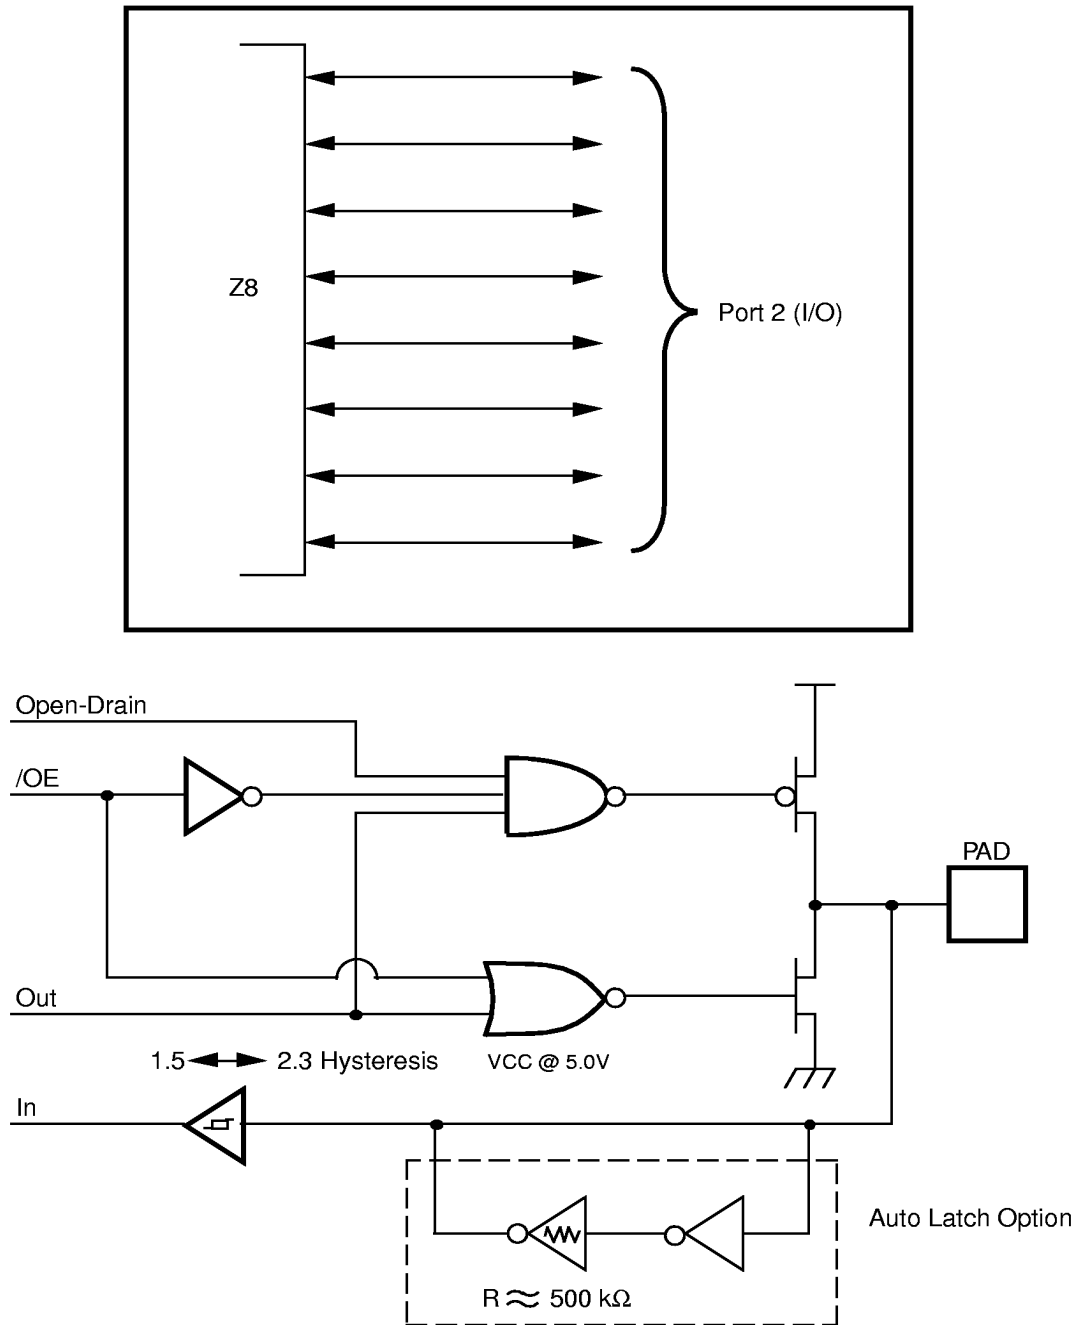 Z8
Port 2 (I/O)
Open-Drain
/OE
PAD
Out
1.5 2.3 Hysteresis VCC @ 5.0V
In
Auto Latch Option
R ≈ 500 kΩ